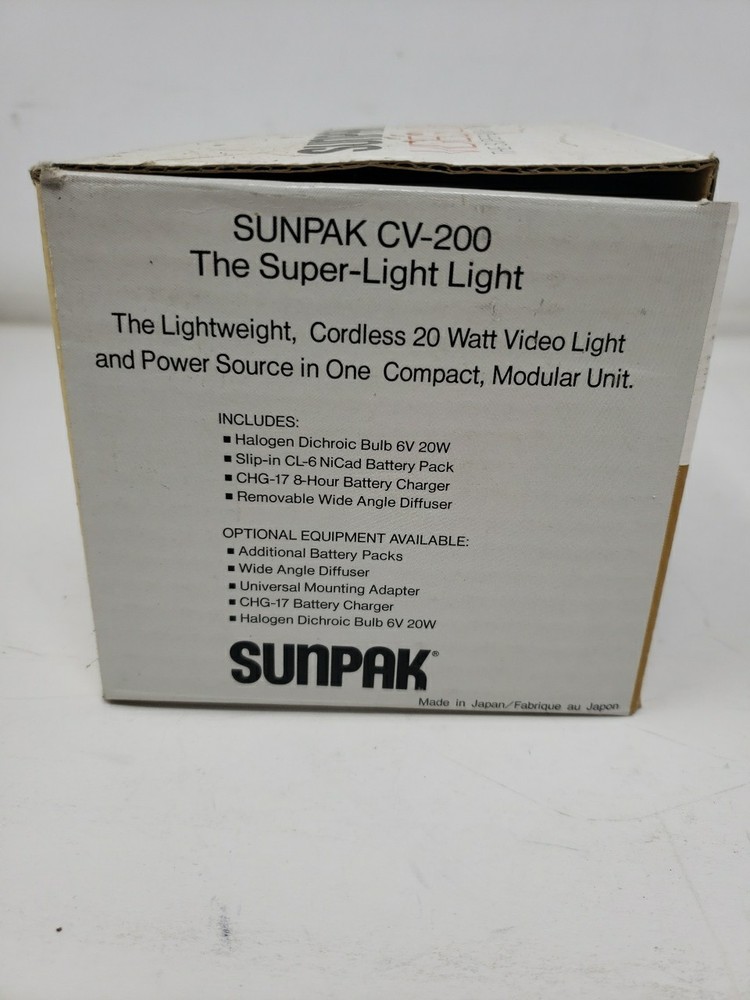 SUNPAK
SUNPAK CV-200
The Super-Light Light
The Lightweight, Cordless 20 Watt Video Light
and Power Source in One Compact, Modular Unit.
INCLUDES:
▪ Halogen Dichroic Bulb 6V 20W
▪ Slip-in CL-6 NiCad Battery Pack
▪ CHG-17 8-Hour Battery Charger
▪ Removable Wide Angle Diffuser
OPTIONAL EQUIPMENT AVAILABLE:
▪ Additional Battery Packs
▪ Wide Angle Diffuser
▪ Universal Mounting Adapter
▪ CHG-17 Battery Charger
▪ Halogen Dichroic Bulb 6V 20W
SUNPAK®
Made in Japan/Fabrique au Japon